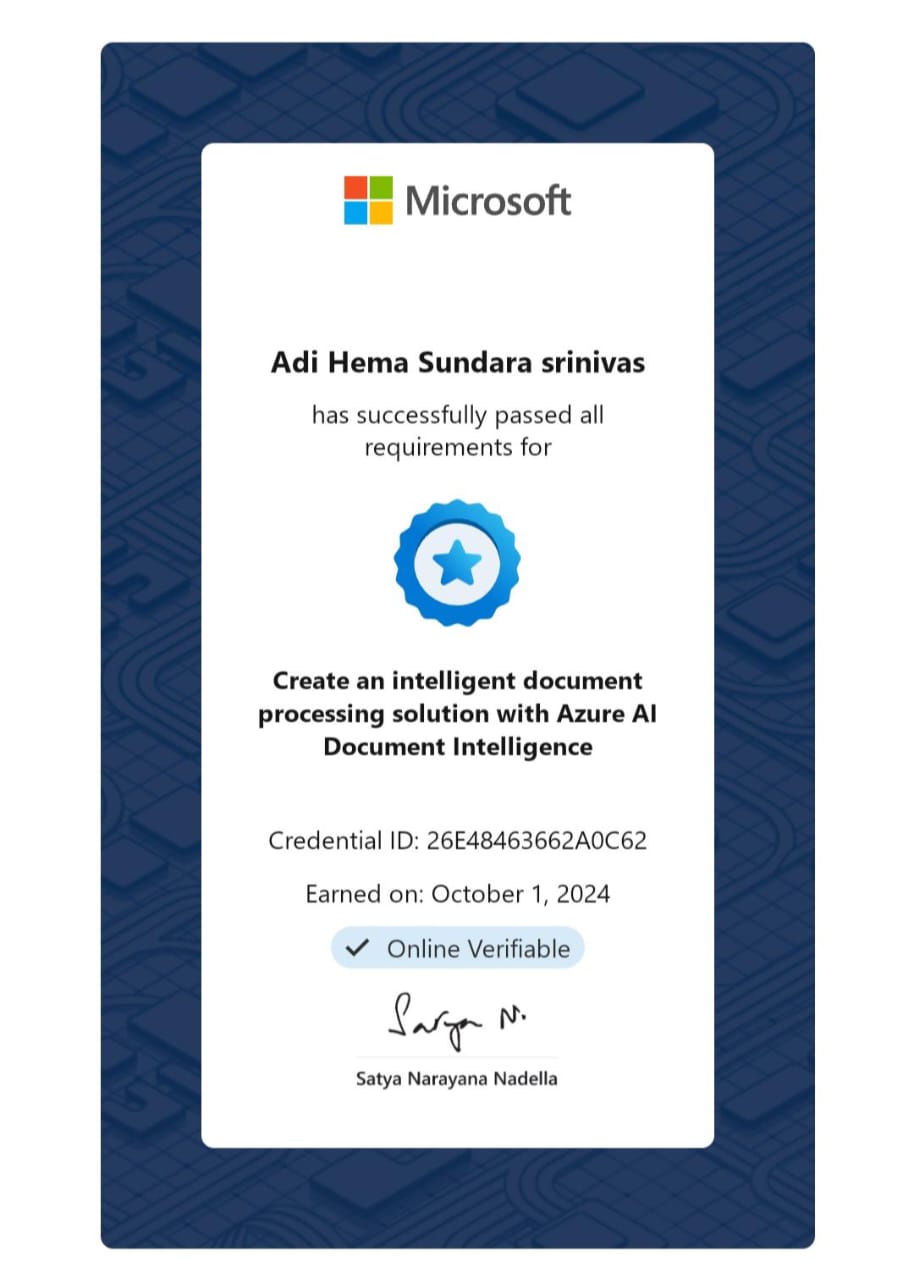 Microsoft
Adi Hema Sundara srinivas
has successfully passed all
requirements for
Create an intelligent document
processing solution with Azure AI
Document Intelligence
Credential ID: 26E48463662A0C62
Earned on: October 1, 2024
Online Verifiable
Satya N.
Satya Narayana Nadella